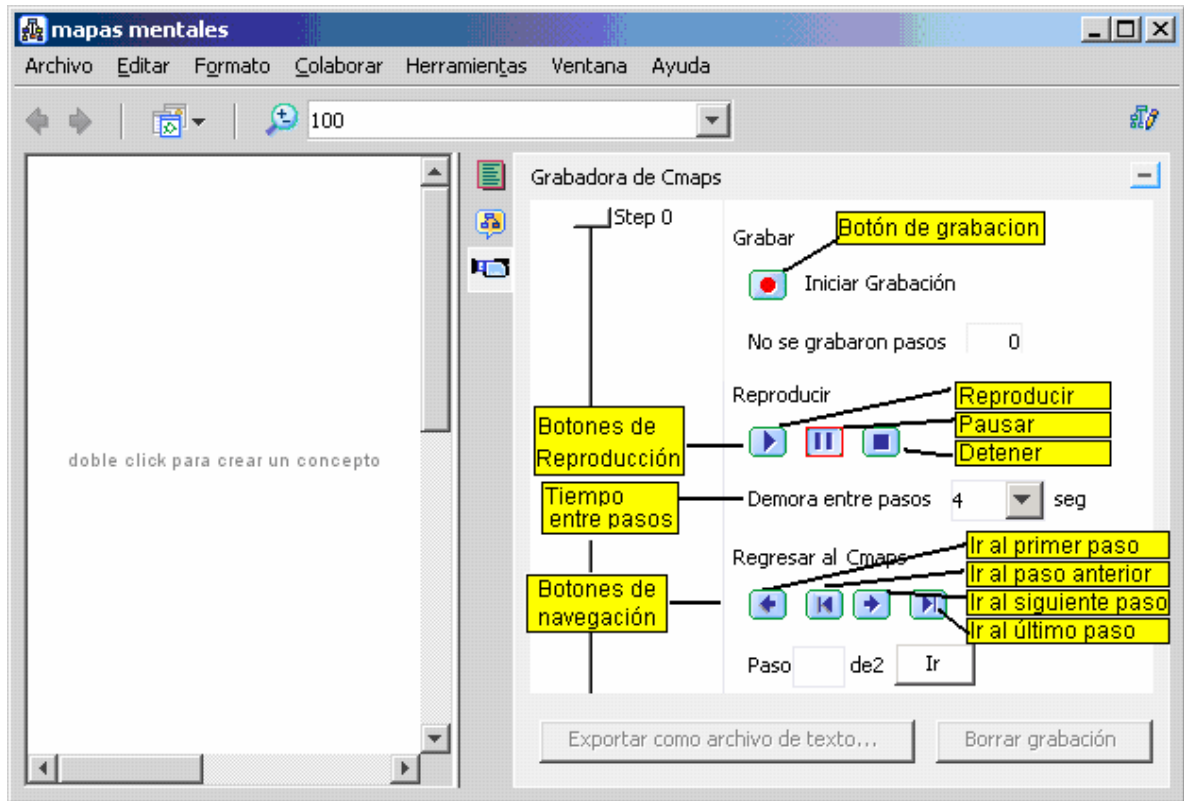 mapas mentales
Archivo Editar Formato Colaborar Herramientas Ventana Ayuda
100
doble click para crear un concepto
Grabadora de Cmaps
Step 0
Grabar
Botón de grabacion
Iniciar Grabación
No se grabaron pasos 0
Reproducir
Reproducir
Pausar
Detener
Botones de
Reproducción
Tiempo
entre pasos
Demora entre pasos 4 seg
Regresar al Cmaps
Ir al primer paso
Ir al paso anterior
Ir al siguiente paso
Ir al último paso
Botones de
navegación
Paso de2 Ir
Exportar como archivo de texto... Borrar grabación